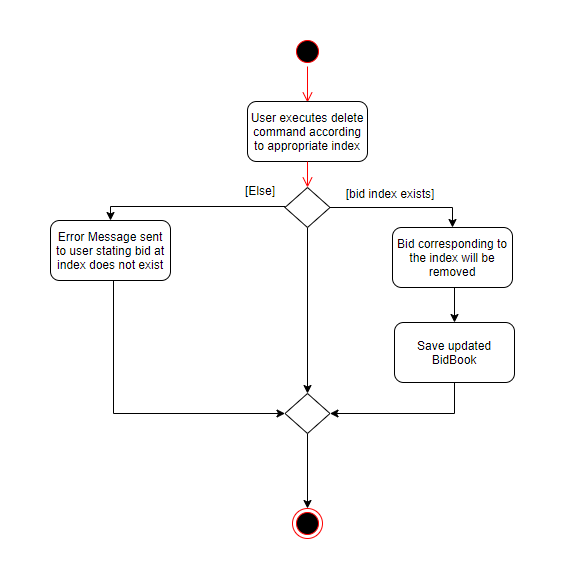 User executes delete
command according
to appropriate index
[Else]
[bid index exists]
Error Message sent
to user stating bid at
index does not exist
Bid corresponding to
the index will be
removed
Save updated
BidBook